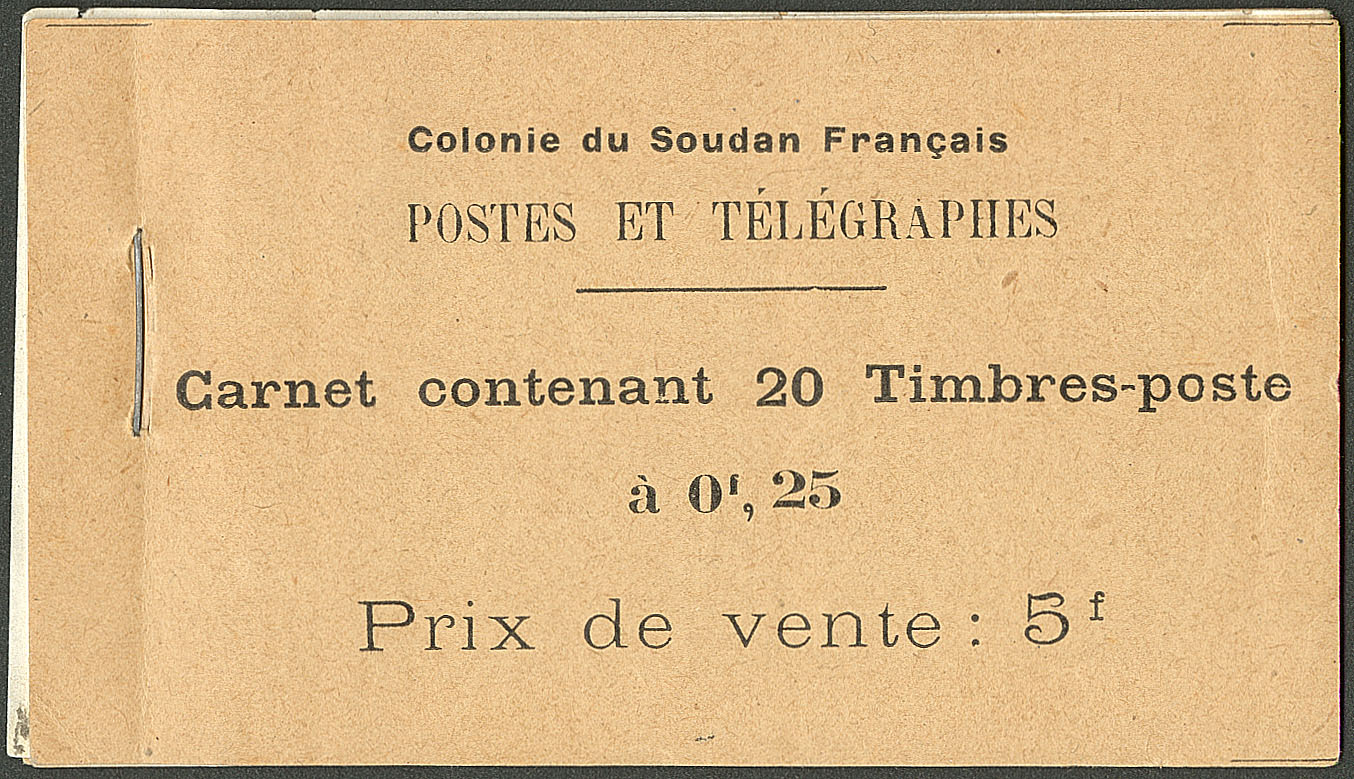 Colonie du Soudan Français
POSTES ET TÉLÉGRAPHES
Carnet contenant 20 Timbres-poste
à 0f, 25
Prix de vente : 5f